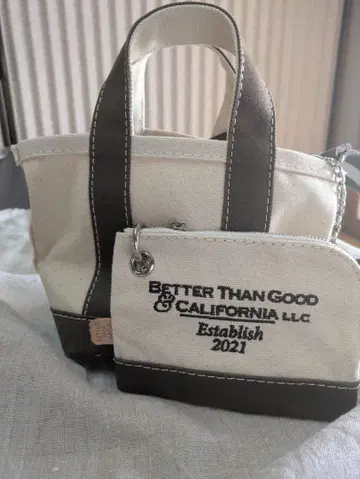 BETTER THAN GOOD
& CALIFORNIA LLC
Establish
2021